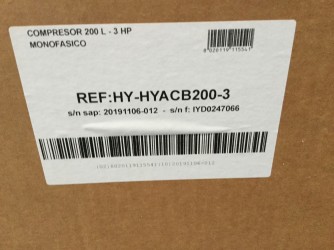 COMPRESOR 200 L - 3 HP
MONOFASICO
REF:HY-HYACB200-3
s/n sap: 20191106-012 - s/n f: IYD0247066